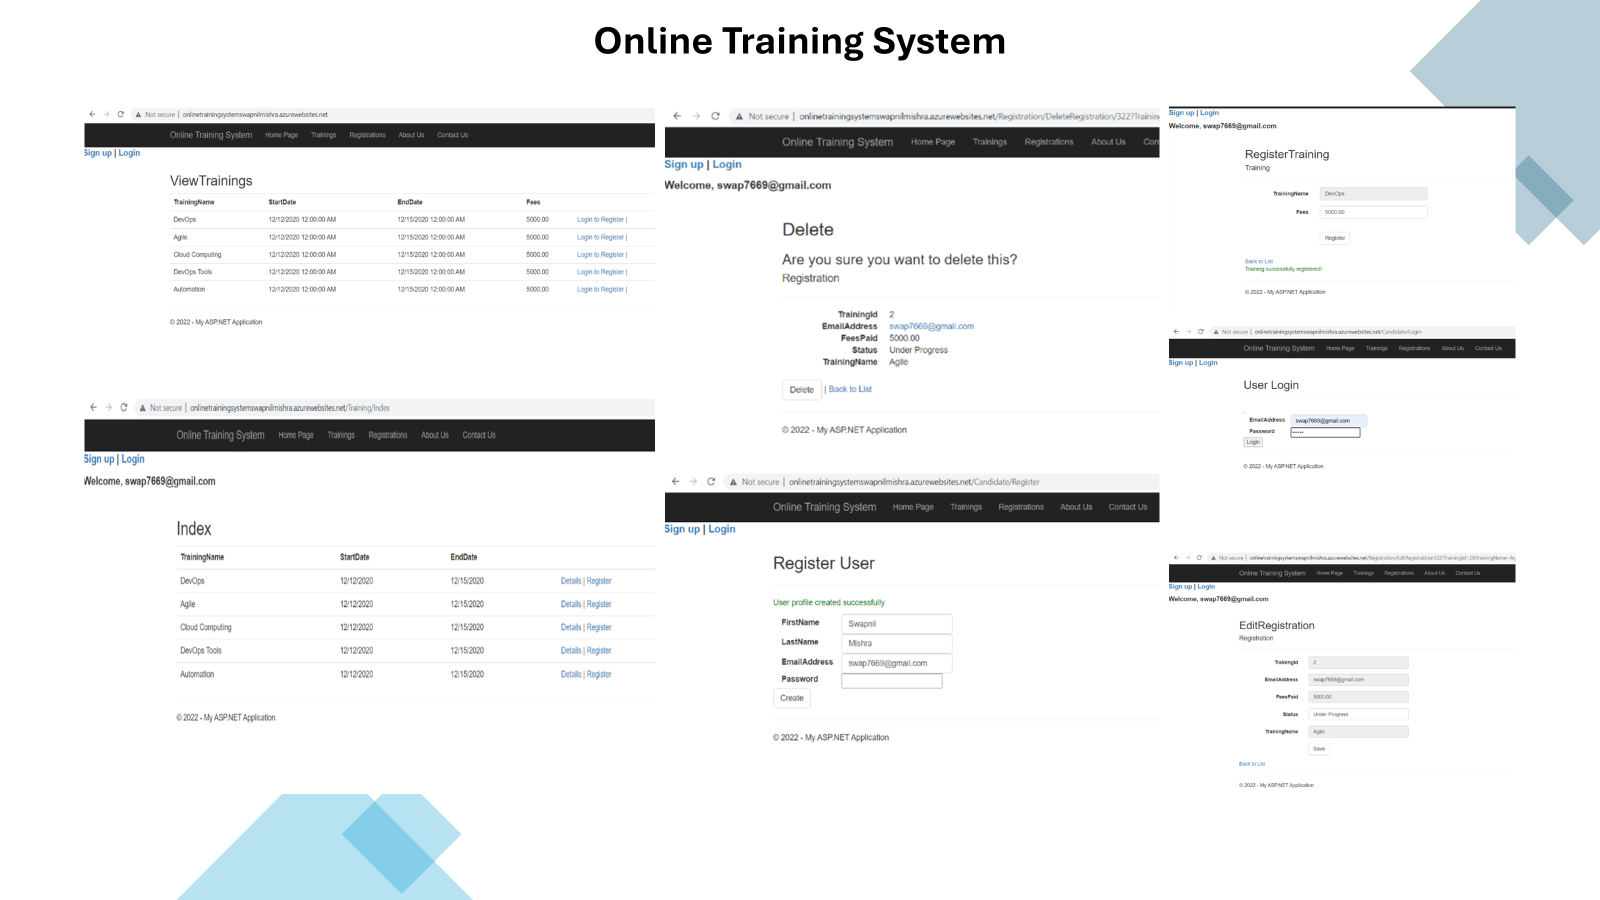 Online Training System
Not secure | onlinetrainingsystemswapnilmishra.azurewebsites.net
Online Training System Home Page Trainings Registrations About Us Contact Us
Sign up | Login
ViewTrainings
TrainingName StartDate EndDate Fees
DevOps 12/12/2020 12:00:00 AM 12/15/2020 12:00:00 AM 5000.00 Login to Register |
Agile 12/12/2020 12:00:00 AM 12/15/2020 12:00:00 AM 5000.00 Login to Register |
Cloud Computing 12/12/2020 12:00:00 AM 12/15/2020 12:00:00 AM 5000.00 Login to Register |
DevOps Tools 12/12/2020 12:00:00 AM 12/15/2020 12:00:00 AM 5000.00 Login to Register |
Automation 12/12/2020 12:00:00 AM 12/15/2020 12:00:00 AM 5000.00 Login to Register |
© 2022 - My ASP.NET Application
Not secure | onlinetrainingsystemswapnilmishra.azurewebsites.net/Training/Index
Online Training System Home Page Trainings Registrations About Us Contact Us
Sign up | Login
Welcome, swap7669@gmail.com
Index
TrainingName StartDate EndDate
DevOps 12/12/2020 12/15/2020 Details | Register
Agile 12/12/2020 12/15/2020 Details | Register
Cloud Computing 12/12/2020 12/15/2020 Details | Register
DevOps Tools 12/12/2020 12/15/2020 Details | Register
Automation 12/12/2020 12/15/2020 Details | Register
© 2022 - My ASP.NET Application
Not secure | onlinetrainingsystemswapnilmishra.azurewebsites.net/Registration/DeleteRegistration/322?Trainin
Online Training System Home Page Trainings Registrations About Us Con
Sign up | Login
Welcome, swap7669@gmail.com
Delete
Are you sure you want to delete this?
Registration
TrainingId 2
EmailAddress swap7669@gmail.com
FeesPaid 5000.00
Status Under Progress
TrainingName Agile
Delete | Back to List
© 2022 - My ASP.NET Application
Not secure | onlinetrainingsystemswapnilmishra.azurewebsites.net/Candidate/Register
Online Training System Home Page Trainings Registrations About Us Contact Us
Sign up | Login
Register User
User profile created successfully
FirstName Swapnil
LastName Mishra
EmailAddress swap7669@gmail.com
Password
Create
© 2022 - My ASP.NET Application
Sign up | Login
Welcome, swap7669@gmail.com
RegisterTraining
Training
TrainingName DevOps
Fees 5000.00
Register
Back to List
Training successfully registered!
© 2022 - My ASP.NET Application
Not secure | onlinetrainingsystemswapnilmishra.azurewebsites.net/Candidate/Login
Online Training System Home Page Trainings Registrations About Us Contact Us
Sign up | Login
User Login
EmailAddress swap7669@gmail.com
Password
Login
© 2022 - My ASP.NET Application
Not secure | onlinetrainingsystemswapnilmishra.azurewebsites.net/Registration/EditRegistration/322?
Online Training System Home Page Trainings Registrations About Us Contact Us
Sign up | Login
Welcome, swap7669@gmail.com
EditRegistration
Registration
TrainingId 2
EmailAddress swap7669@gmail.com
FeesPaid 5000.00
Status Under Progress
TrainingName Agile
Save
Back to List
© 2022 - My ASP.NET Application